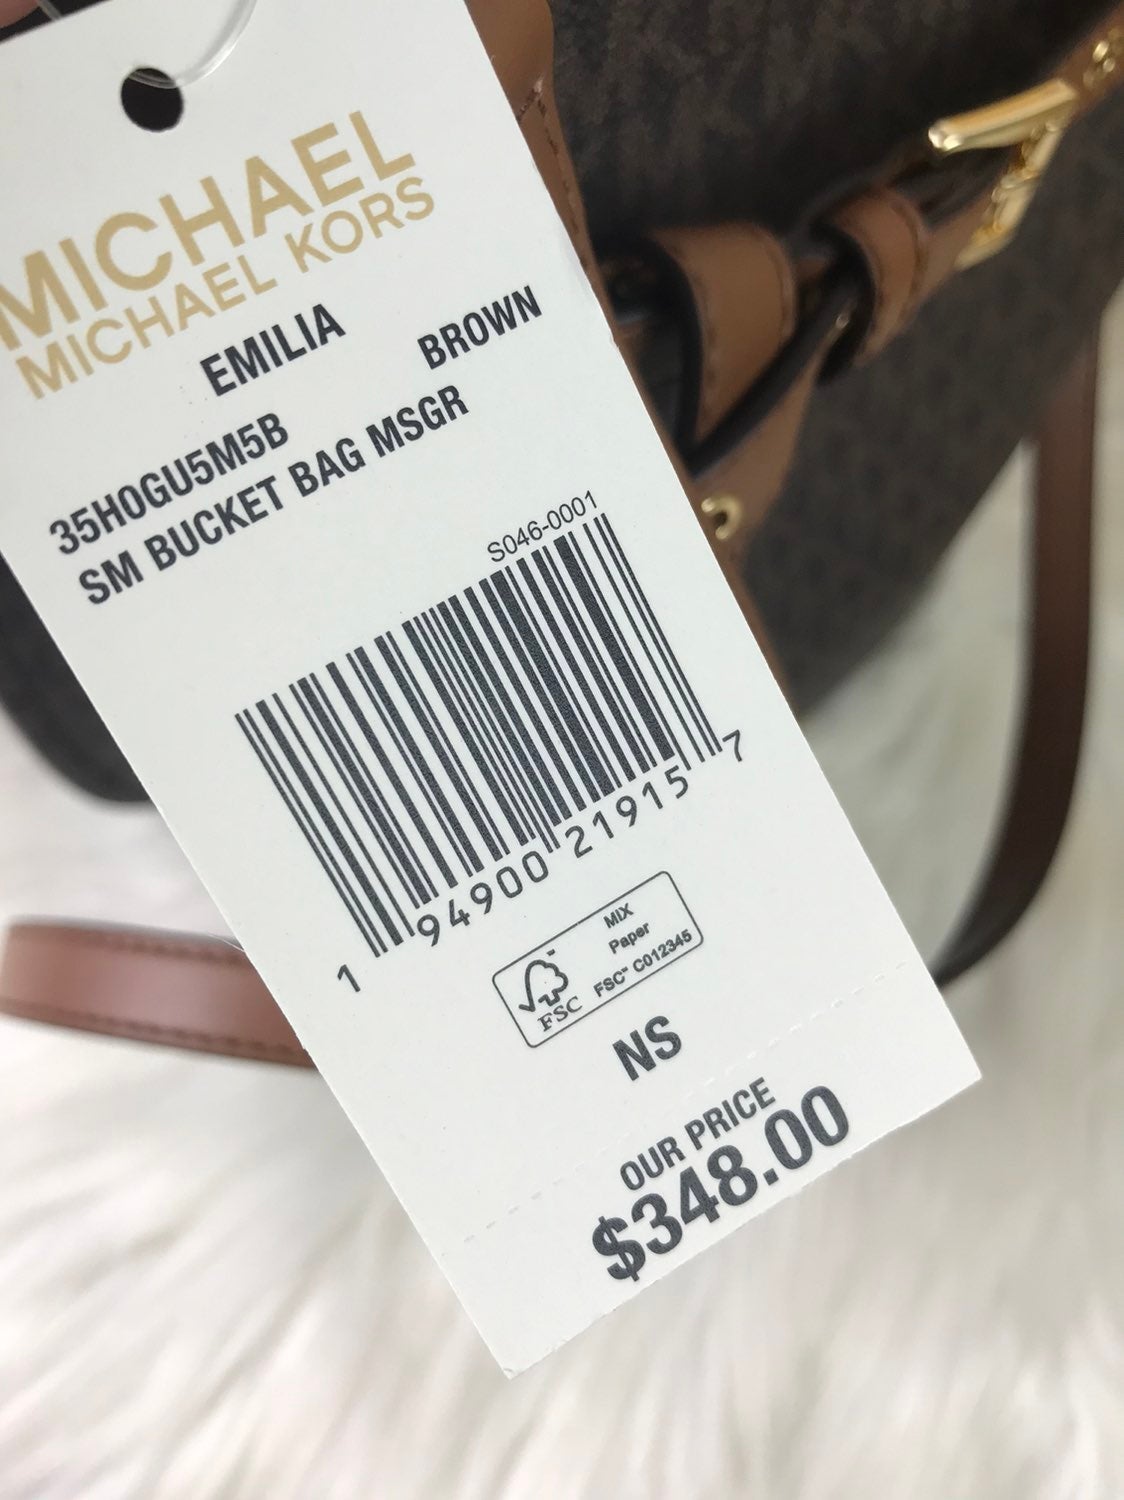 MICHAEL
MICHAEL KORS
EMILIA
BROWN
35H0GU5M5B
SM BUCKET BAG MSGR
S046-0001
1 94900 21915 7
MIX
Paper
FSC™ C012345
FSC
NS
OUR PRICE
$348.00